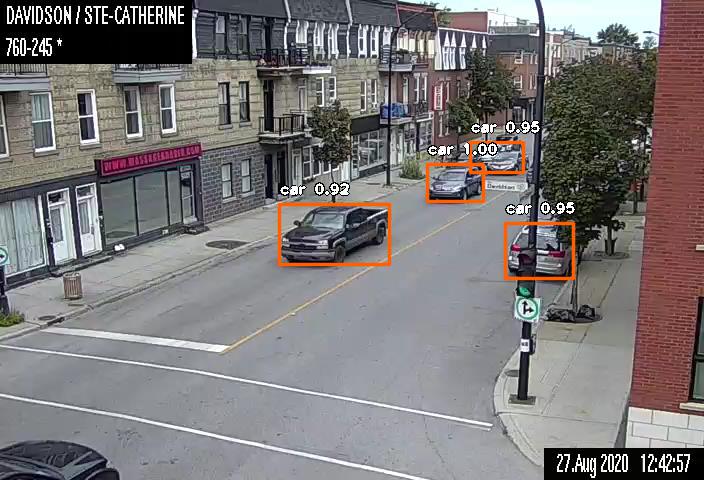 DAVIDSON / STE-CATHERINE
760-245 *
car 0.95
car 1.00
car 0.92
car 0.95
Davidson
27.Aug 2020 12:42:57